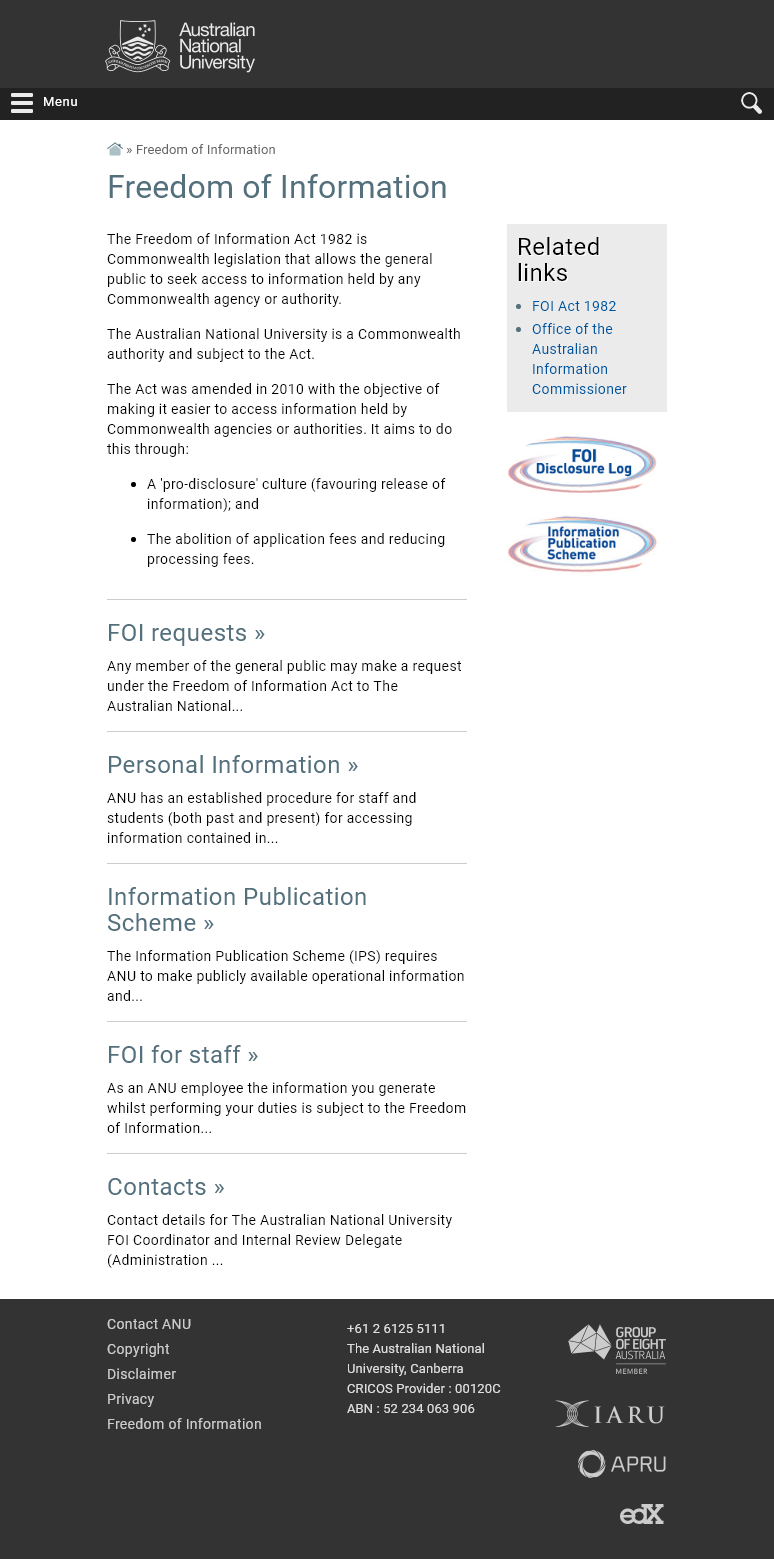 Australian
National
University
Menu
» Freedom of Information
Freedom of Information
The Freedom of Information Act 1982 is
Commonwealth legislation that allows the general
public to seek access to information held by any
Commonwealth agency or authority.
The Australian National University is a Commonwealth
authority and subject to the Act.
The Act was amended in 2010 with the objective of
making it easier to access information held by
Commonwealth agencies or authorities. It aims to do
this through:
A 'pro-disclosure' culture (favouring release of
information); and
The abolition of application fees and reducing
processing fees.
FOI requests »
Any member of the general public may make a request
under the Freedom of Information Act to The
Australian National...
Personal Information »
ANU has an established procedure for staff and
students (both past and present) for accessing
information contained in...
Information Publication
Scheme »
The Information Publication Scheme (IPS) requires
ANU to make publicly available operational information
and...
FOI for staff »
As an ANU employee the information you generate
whilst performing your duties is subject to the Freedom
of Information...
Contacts »
Contact details for The Australian National University
FOI Coordinator and Internal Review Delegate
(Administration ...
Related
links
FOI Act 1982
Office of the
Australian
Information
Commissioner
FOI
Disclosure Log
Information
Publication
Scheme
Contact ANU
Copyright
Disclaimer
Privacy
Freedom of Information
+61 2 6125 5111
The Australian National
University, Canberra
CRICOS Provider : 00120C
ABN : 52 234 063 906
GROUP
OF EIGHT
AUSTRALIA
MEMBER
IARU
APRU
edX